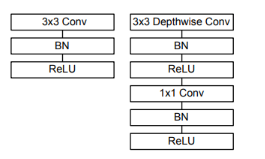 3x3 Conv
BN
ReLU
3x3 Depthwise Conv
BN
ReLU
1x1 Conv
BN
ReLU